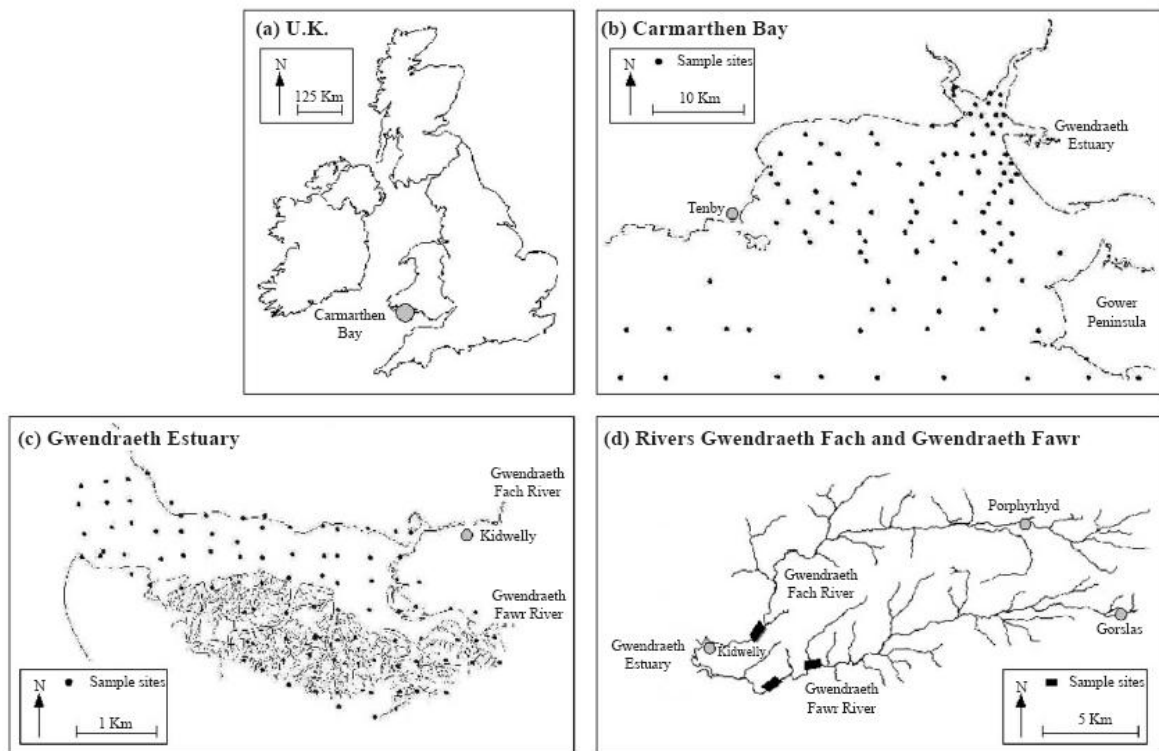 (a) U.K.
N
125 Km
Carmarthen
Bay
(b) Carmarthen Bay
N
Sample sites
10 Km
Gwendraeth
Estuary
Tenby
Gower
Peninsula
(c) Gwendraeth Estuary
Gwendraeth
Fach River
Kidwelly
Gwendraeth
Fawr River
N
Sample sites
1 Km
(d) Rivers Gwendraeth Fach and Gwendraeth Fawr
Porphyrhyd
Gwendraeth
Fach River
Gorslas
Gwendraeth
Estuary
Kidwelly
Gwendraeth
Fawr River
N
Sample sites
5 Km